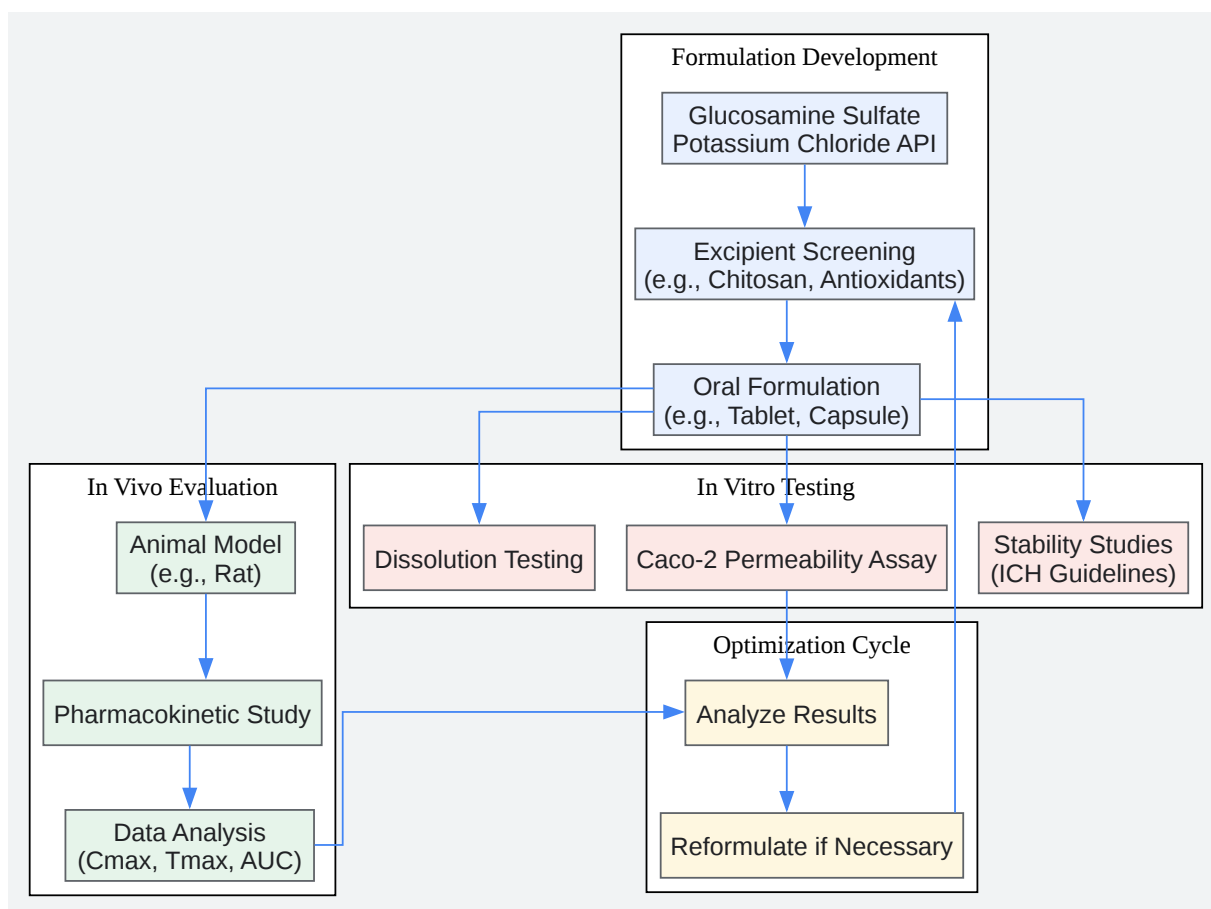 Formulation Development
Glucosamine Sulfate
Potassium Chloride API
Excipient Screening
(e.g., Chitosan, Antioxidants)
Oral Formulation
(e.g., Tablet, Capsule)
In Vivo Evaluation
Animal Model
(e.g., Rat)
Pharmacokinetic Study
Data Analysis
(Cmax, Tmax, AUC)
In Vitro Testing
Dissolution Testing
Caco-2 Permeability Assay
Stability Studies
(ICH Guidelines)
Optimization Cycle
Analyze Results
Reformulate if Necessary